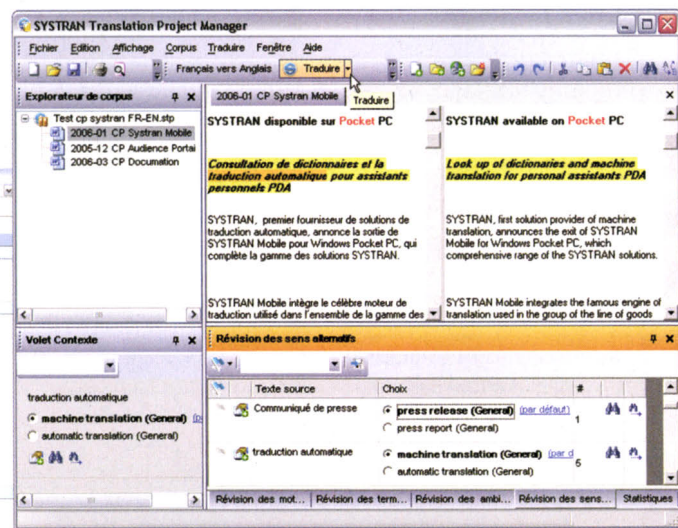 SYSTRAN Translation Project Manager
Fichier Edition Affichage Corpus Traduire Fenêtre Aide
Français vers Anglais Traduire
Explorateur de corpus
Test cp systran FR-EN.stp
2006-01 CP Systran Mobile
2005-12 CP Audience Portai
2006-03 CP Documation
2006-01 CP Systran Mobile
Traduire
SYSTRAN disponible sur Pocket PC
Consultation de dictionnaires et la
traduction automatique pour assistants
personnels PDA
SYSTRAN, premier fournisseur de solutions de
traduction automatique, annonce la sortie de
SYSTRAN Mobile pour Windows Pocket PC, qui
complète la gamme des solutions SYSTRAN.
SYSTRAN Mobile intègre le célèbre moteur de
traduction utilisé dans l'ensemble de la gamme des
SYSTRAN available on Pocket PC
Look up of dictionaries and machine
translation for personal assistants PDA
SYSTRAN, first solution provider of machine
translation, announces the exit of SYSTRAN
Mobile for Windows Pocket PC, which
comprehensive range of the SYSTRAN solutions.
SYSTRAN Mobile integrates the famous engine of
translation used in the group of the line of goods
Volet Contexte
traduction automatique
machine translation (General) (pa
automatic translation (General)
Révision des sens alternatifs
Texte source Choix #
Communiqué de presse press release (General) (par défaut) 1
press report (General)
traduction automatique machine translation (General) (par d 5
automatic translation (General)
Révision des mot... Révision des term... Révision des ambi... Révision des sens... Statistiques